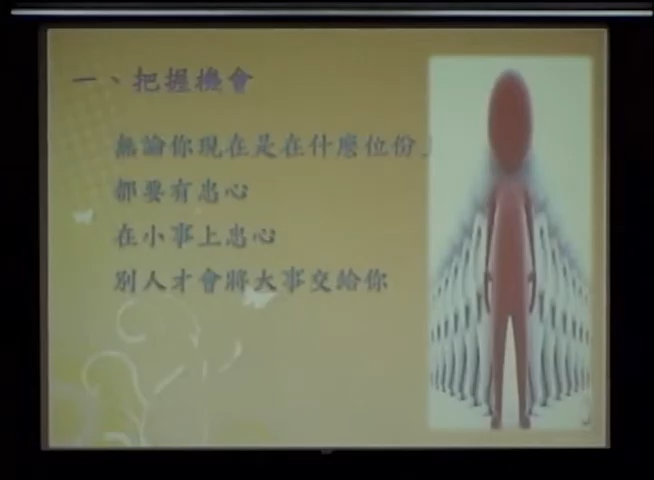 一、把握機會
無論你現在是在什麼位份上
都要有忠心
在小事上忠心
別人才會將大事交給你